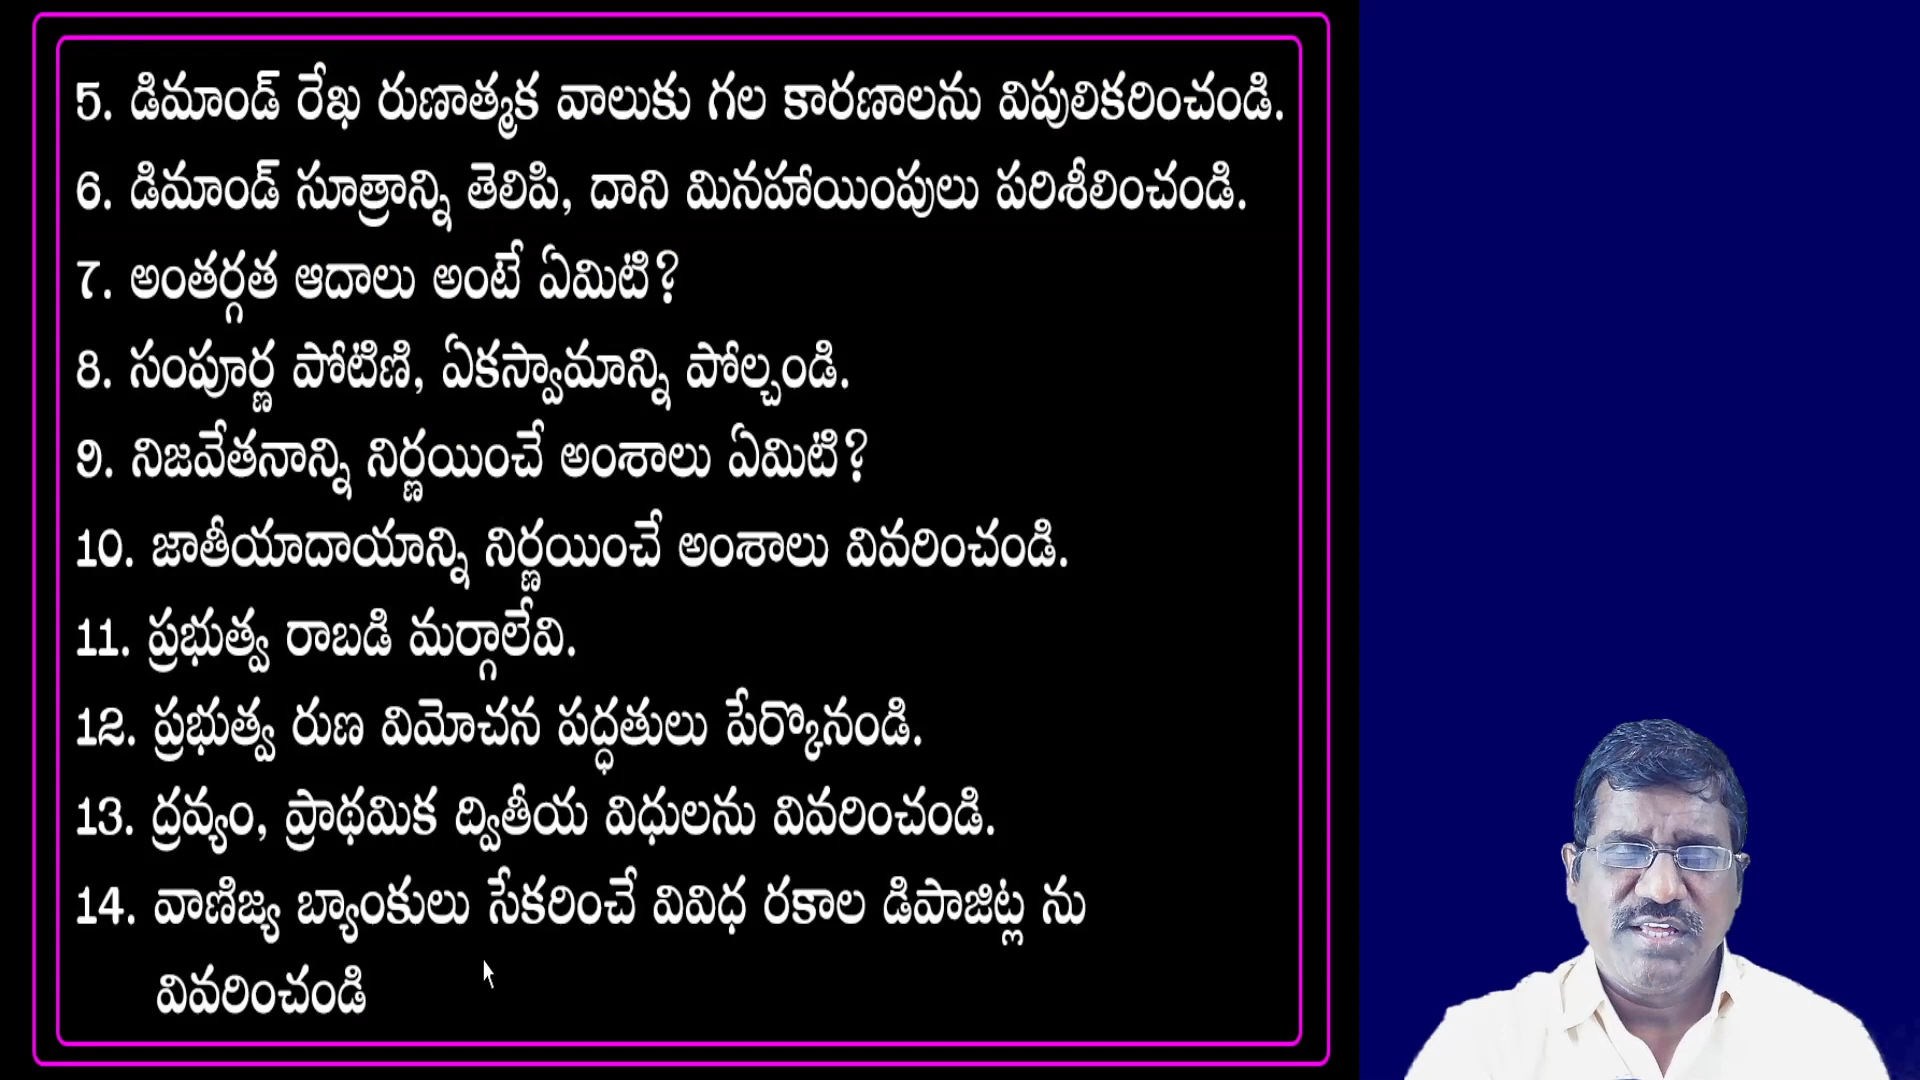 5. డిమాండ్ రేఖ రుణాత్మక వాలుకు గల కారణాలను విపులికరించండి.
6. డిమాండ్ సూత్రాన్ని తెలిపి, దాని మినహాయింపులు పరిశీలించండి.
7. అంతర్గత ఆదాలు అంటే ఏమిటి?
8. సంపూర్ణ పోటిణి, ఏకస్వామాన్ని పోల్చండి.
9. నిజవేతనాన్ని నిర్ణయించే అంశాలు ఏమిటి?
10. జాతీయాదాయాన్ని నిర్ణయించే అంశాలు వివరించండి.
11. ప్రభుత్వ రాబడి మర్గాలేవి.
12. ప్రభుత్వ రుణ విమోచన పద్ధతులు పేర్కొనండి.
13. ద్రవ్యం, ప్రాథమిక ద్వితీయ విధులను వివరించండి.
14. వాణిజ్య బ్యాంకులు సేకరించే వివిధ రకాల డిపాజిట్ల ను
వివరించండి